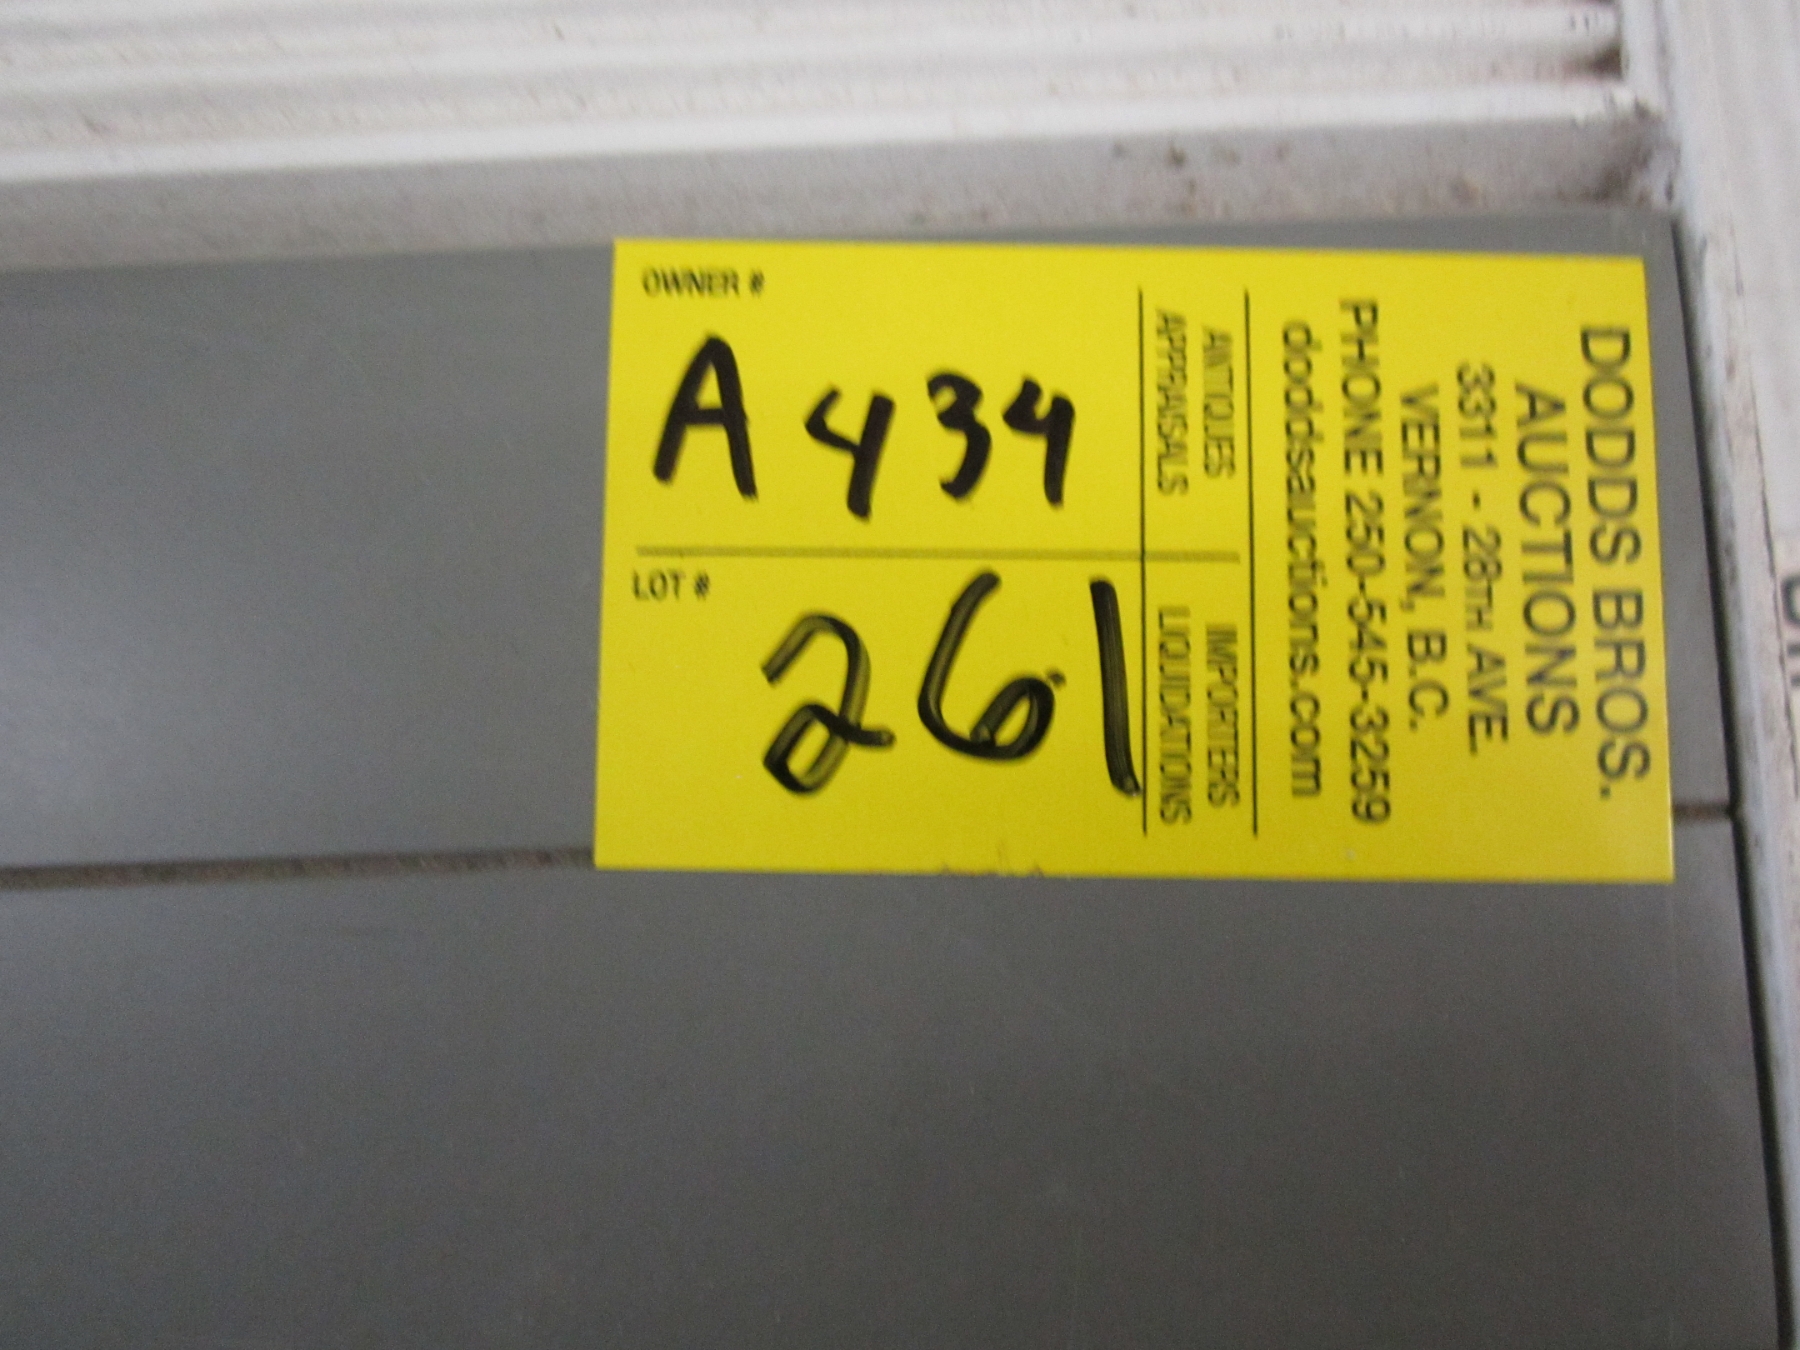 OWNER #
A434
LOT #
261
DODDS BROS.
AUCTIONS
3311 - 28TH AVE.
VERNON, B.C.
PHONE 250-545-3259
doddsauctions.com
ANTIQUES IMPORTERS
APPRAISALS LIQUIDATIONS